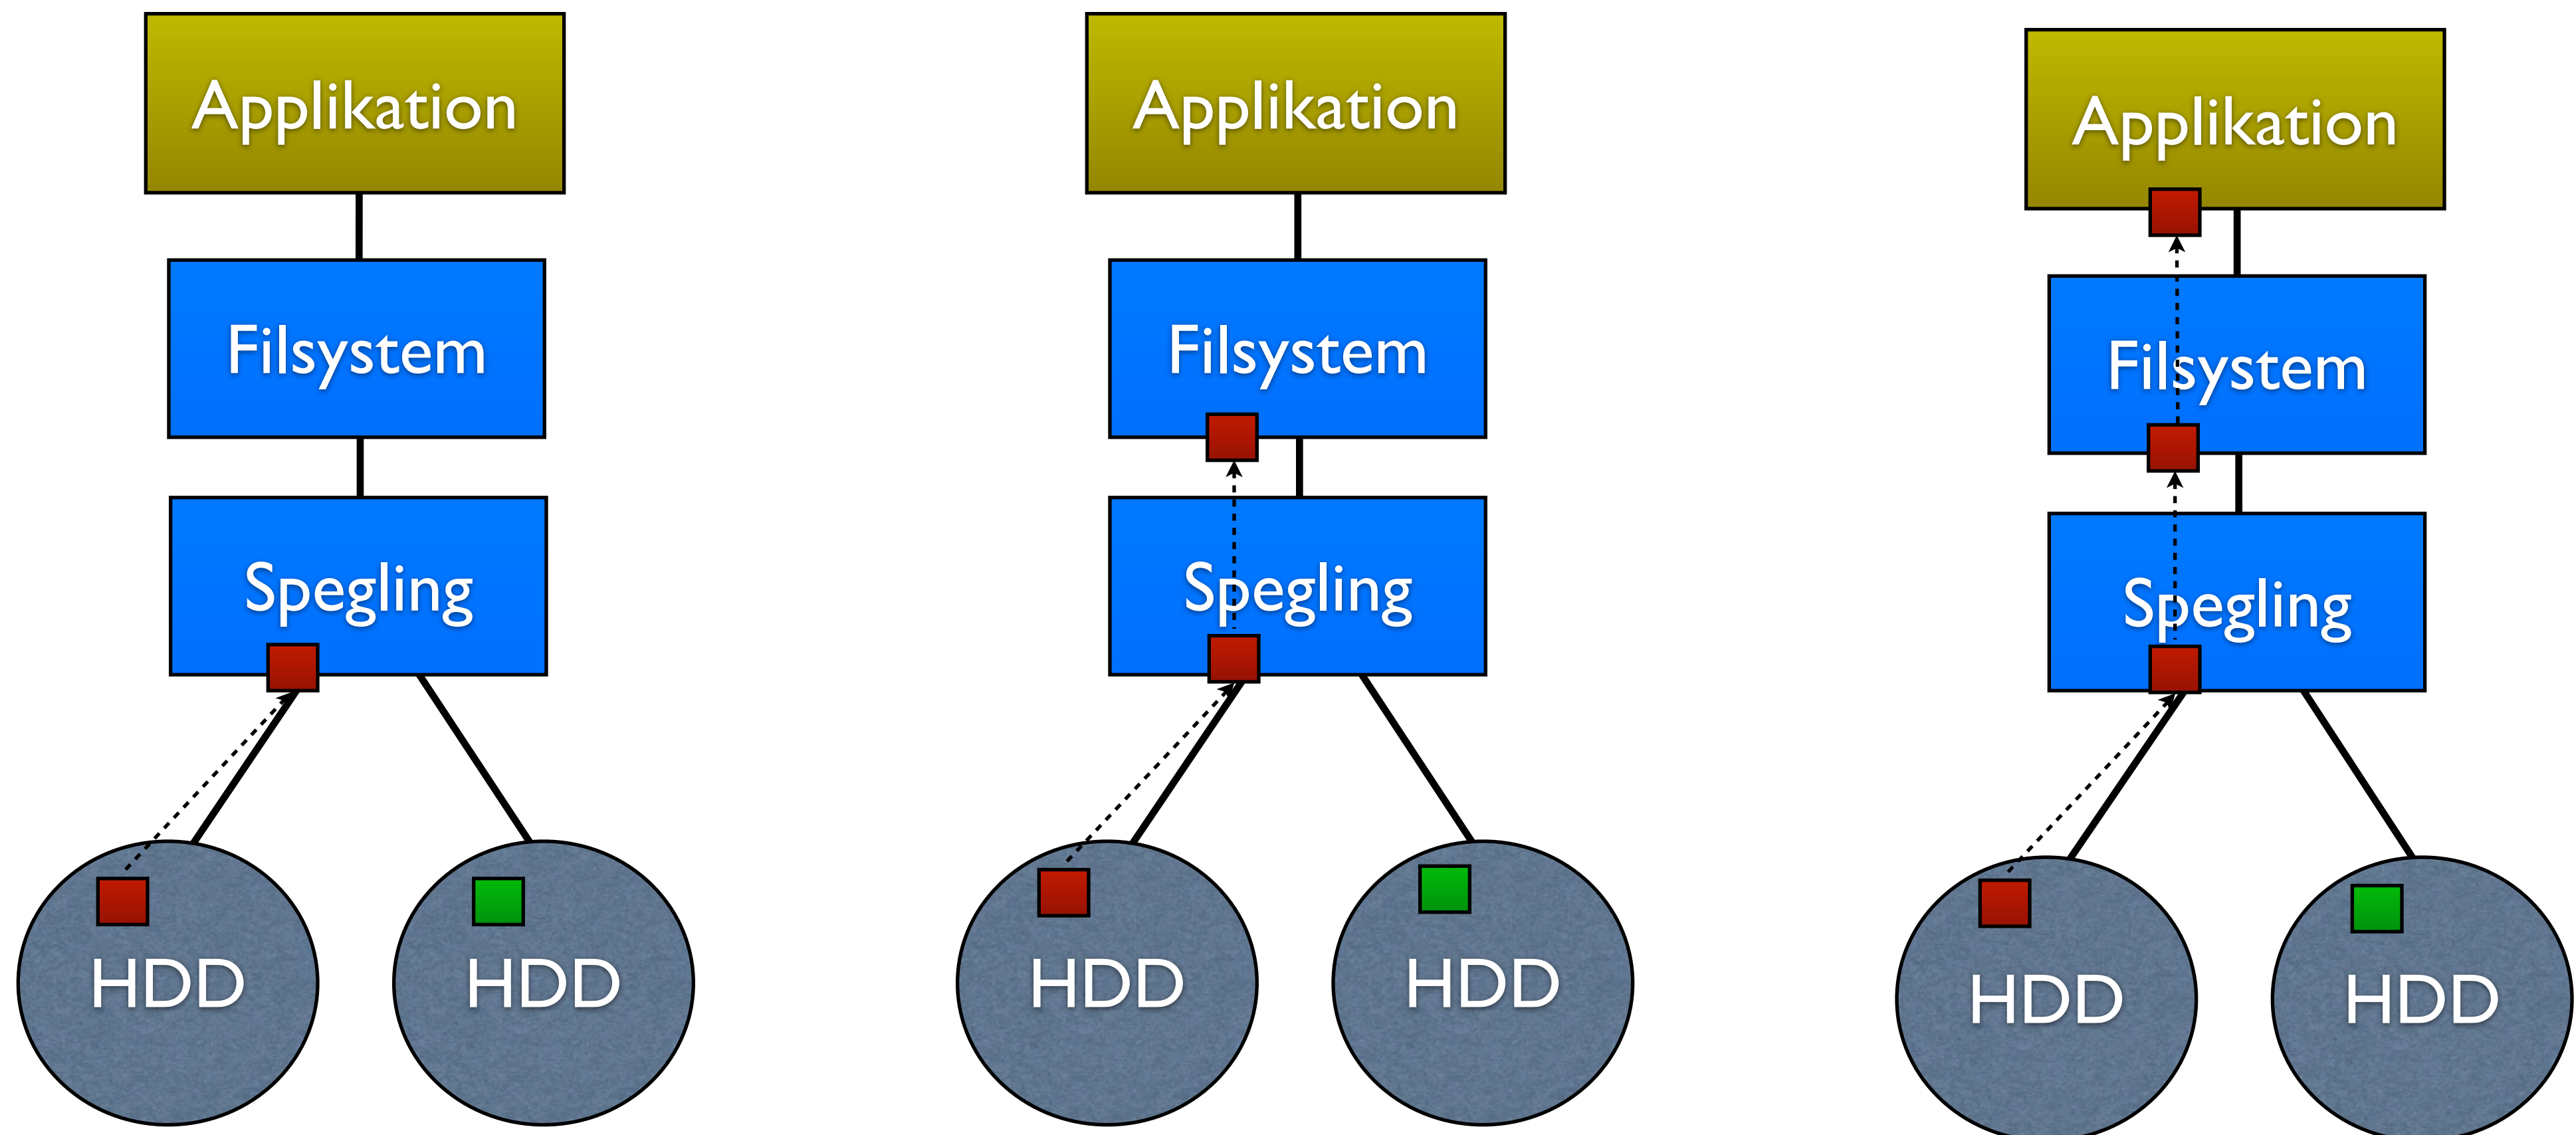 Applikation
Filsystem
Spegling
HDD
HDD
Applikation
Filsystem
Spegling
HDD
HDD
Applikation
Filsystem
Spegling
HDD
HDD